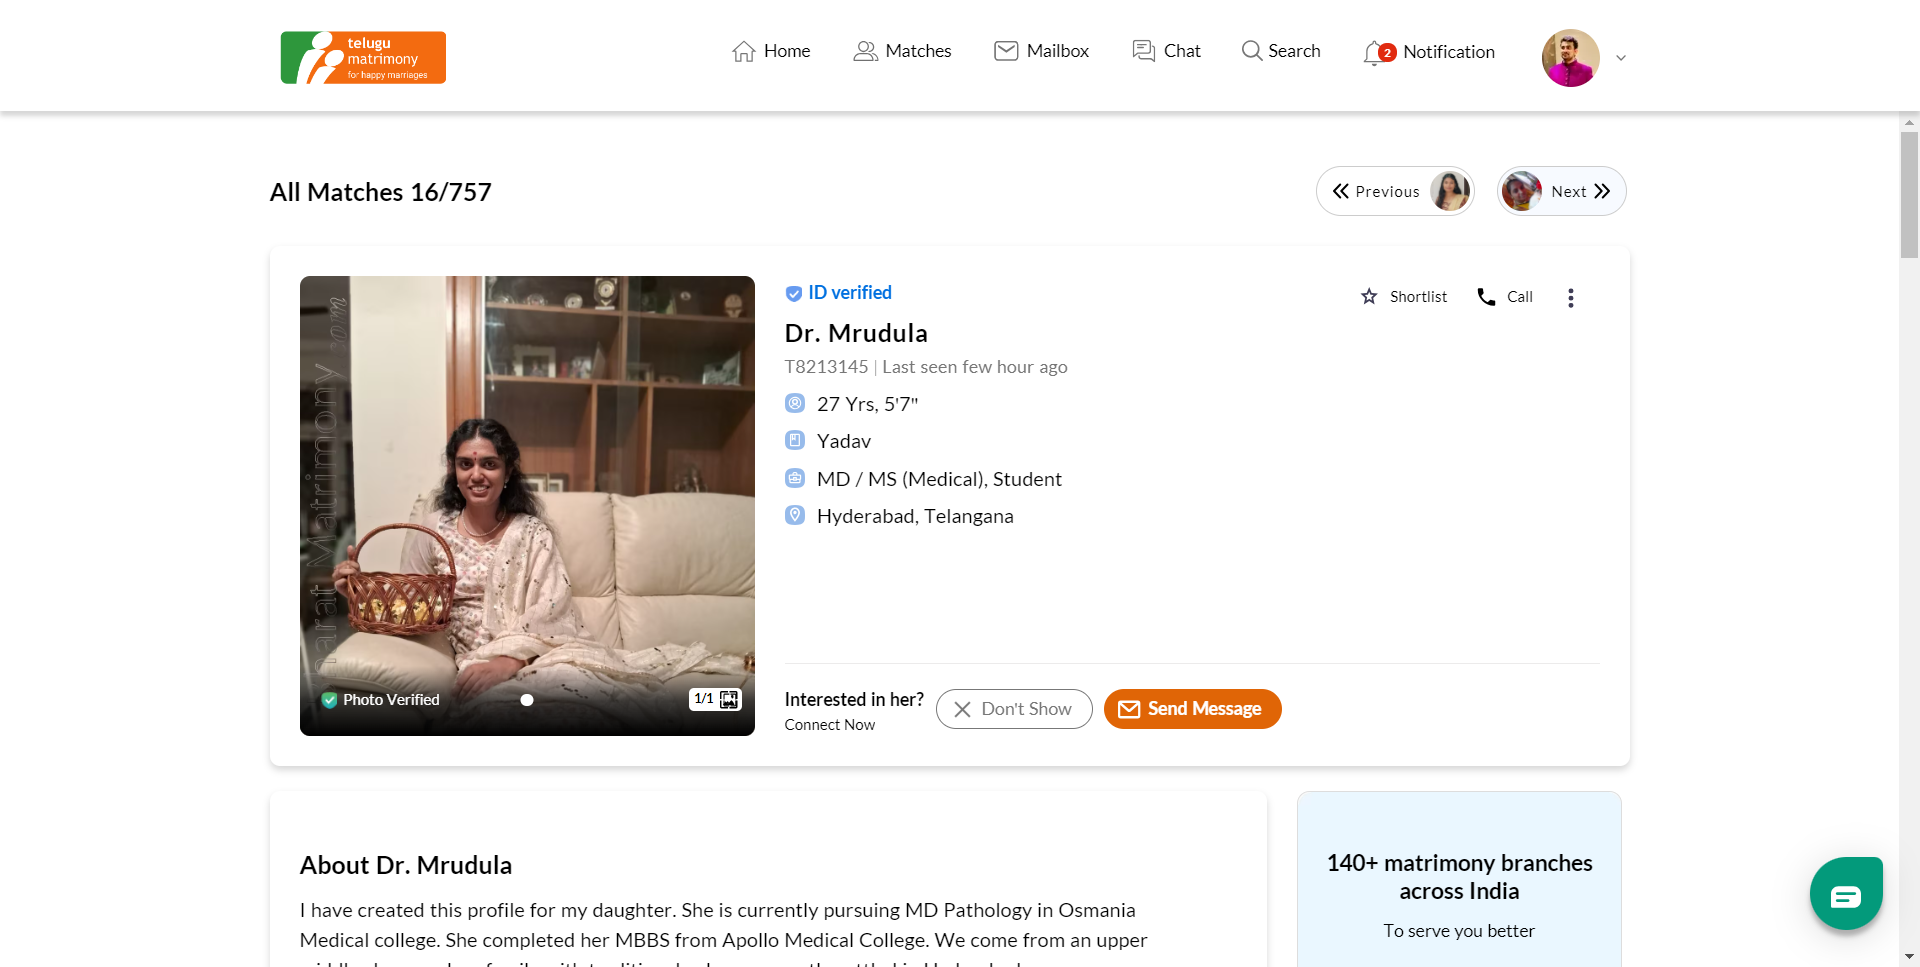 telugu
matrimony
for happy marriages
Home
Matches
Mailbox
Chat
Search
2
Notification
All Matches 16/757
Previous
Next
ID verified
Shortlist
Call
Dr. Mrudula
T8213145 | Last seen few hour ago
27 Yrs, 5'7"
Yadav
MD / MS (Medical), Student
Hyderabad, Telangana
arat Matrimony .com
Photo Verified
1/1
Interested in her?
Connect Now
Don't Show
Send Message
About Dr. Mrudula
I have created this profile for my daughter. She is currently pursuing MD Pathology in Osmania
Medical college. She completed her MBBS from Apollo Medical College. We come from an upper
140+ matrimony branches
across India
To serve you better